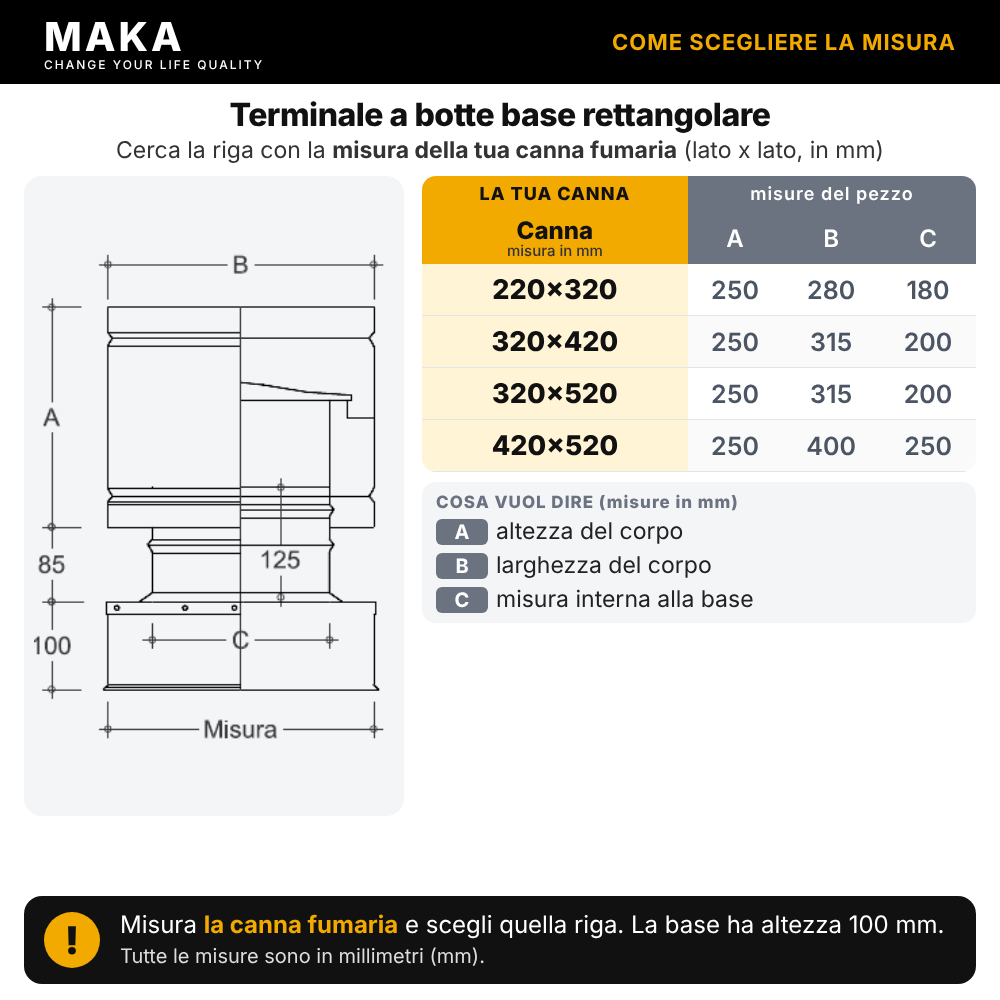 MAKA
CHANGE YOUR LIFE QUALITY
COME SCEGLIERE LA MISURA
Terminale a botte base rettangolare
Cerca la riga con la misura della tua canna fumaria (lato x lato, in mm)
B
A
85
125
100
C
Misura
LA TUA CANNA misure del pezzo
Canna A B C
misura in mm
220×320 250 280 180
320×420 250 315 200
320×520 250 315 200
420×520 250 400 250
COSA VUOL DIRE (misure in mm)
A altezza del corpo
B larghezza del corpo
C misura interna alla base
! Misura la canna fumaria e scegli quella riga. La base ha altezza 100 mm.
Tutte le misure sono in millimetri (mm).